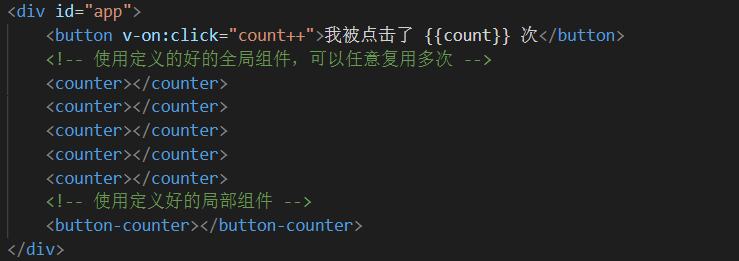 <div id="app">
<button v-on:click="count++">我被点击了 {{count}} 次</button>
<!-- 使用定义的好的全局组件，可以任意复用多次 -->
<counter></counter>
<counter></counter>
<counter></counter>
<counter></counter>
<counter></counter>
<!-- 使用定义好的局部组件 -->
<button-counter></button-counter>
</div>